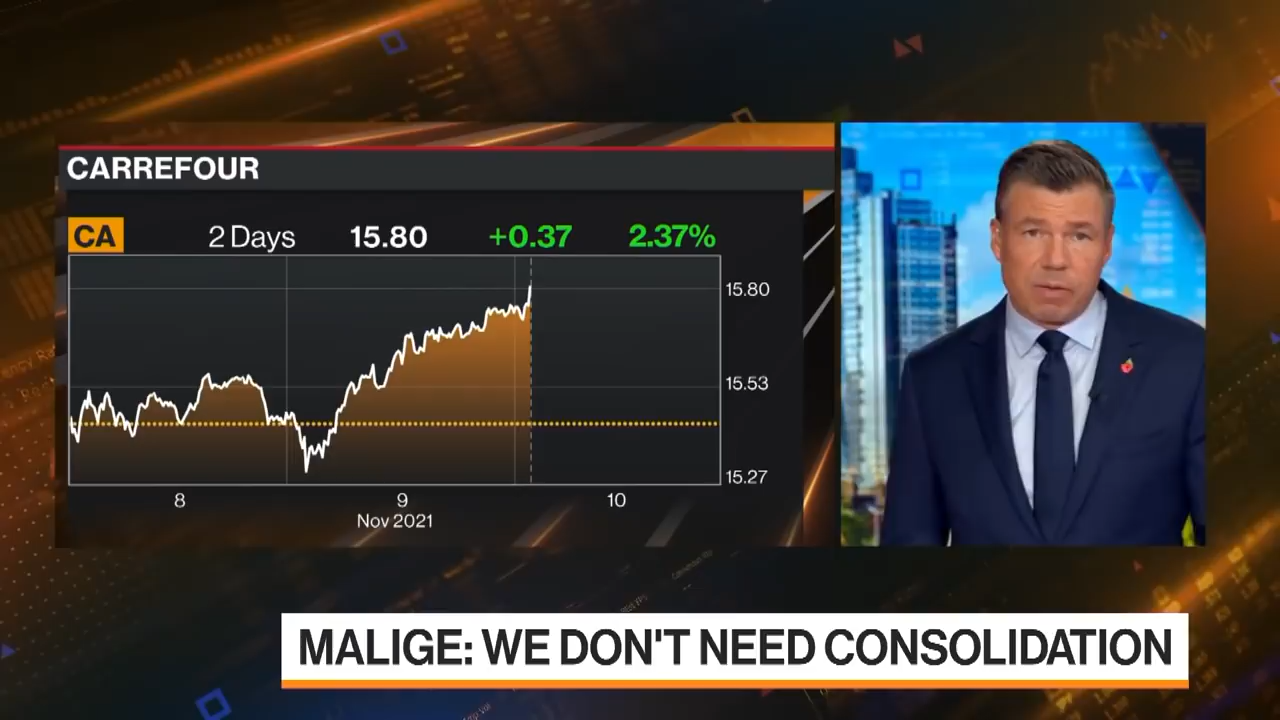 CARREFOUR
CA 2 Days 15.80 +0.37 2.37%
15.80
15.53
15.27
8 9 10
Nov 2021
MALIGE: WE DON'T NEED CONSOLIDATION